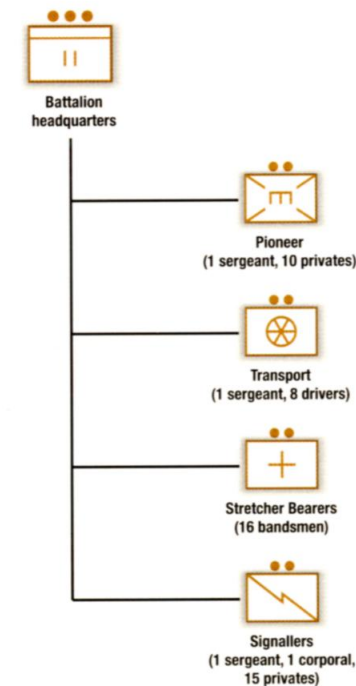 Battalion
headquarters
Pioneer
(1 sergeant, 10 privates)
Transport
(1 sergeant, 8 drivers)
Stretcher Bearers
(16 bandsmen)
Signallers
(1 sergeant, 1 corporal,
15 privates)